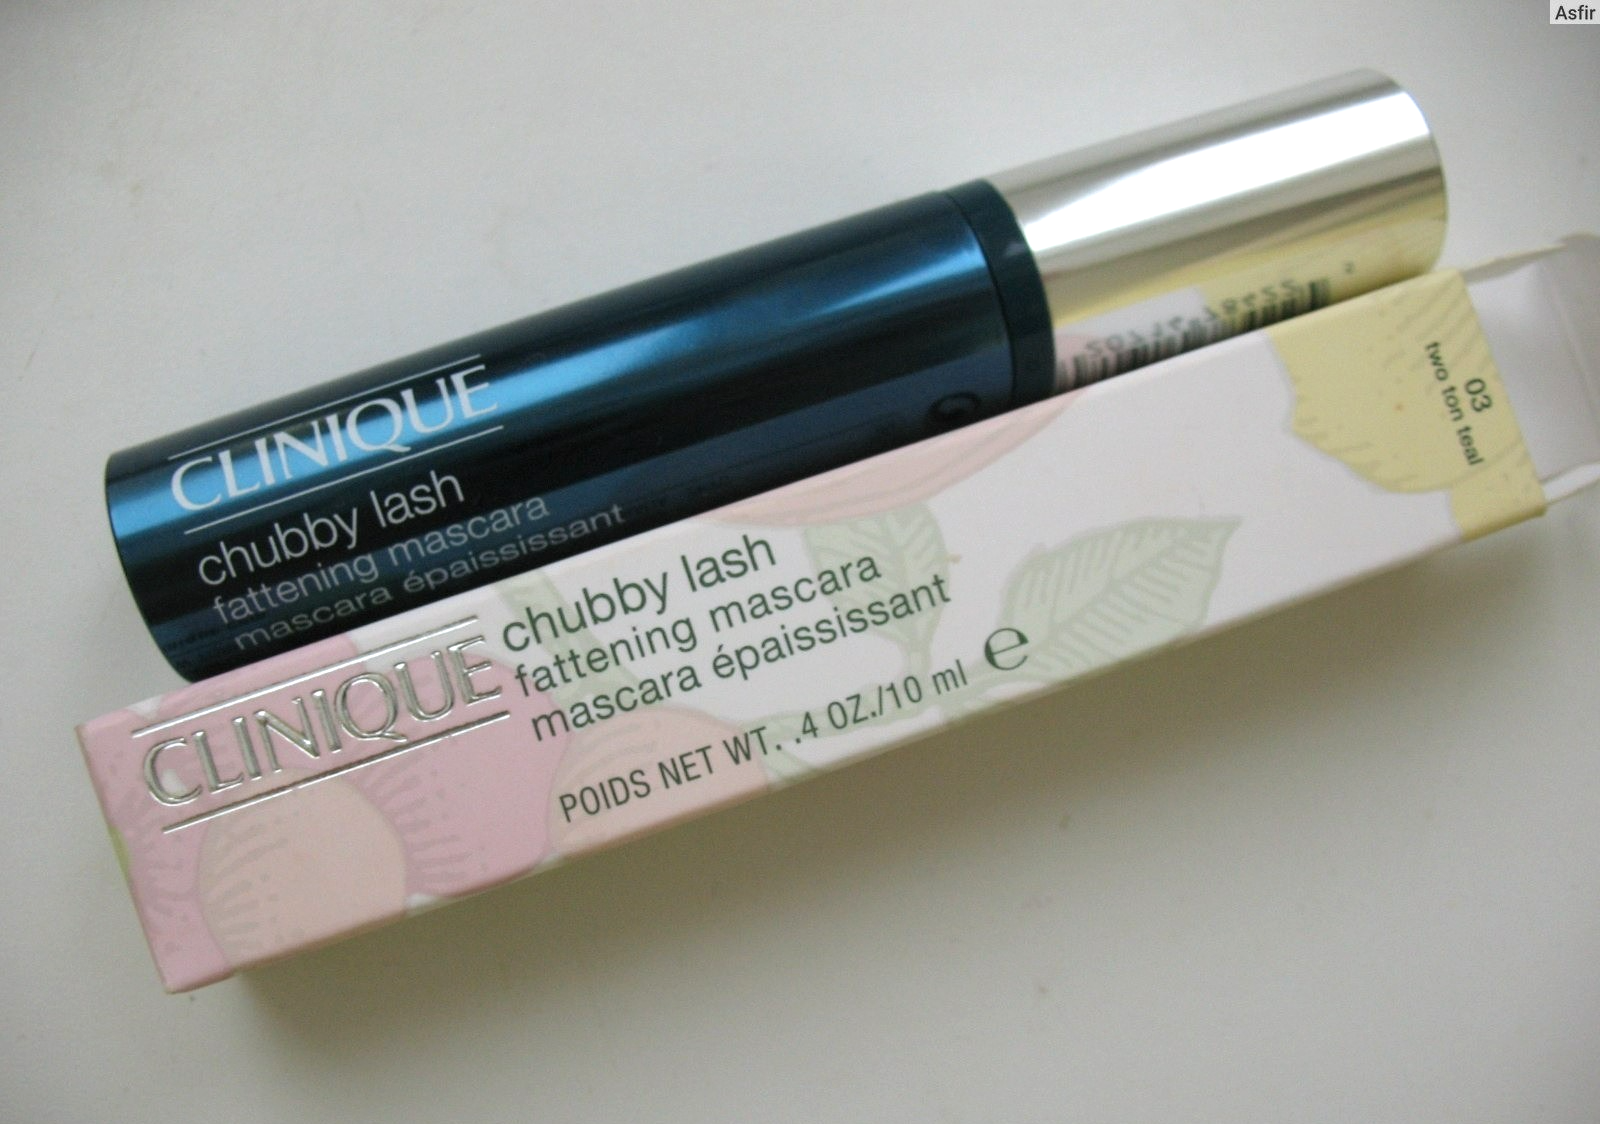 Asfir
CLINIQUE
chubby lash
fattening mascara
mascara épaississant
CLINIQUE
chubby lash
fattening mascara
mascara épaississant
POIDS NET WT. .4 OZ./10 ml ℮
03
two ton teal